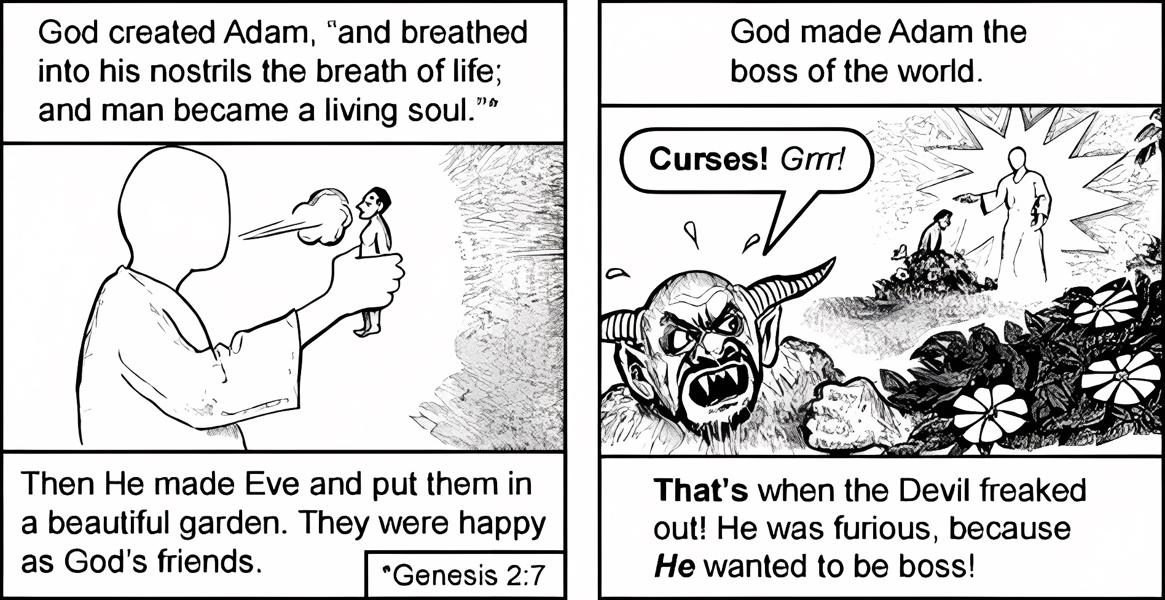 God created Adam, "and breathed
into his nostrils the breath of life;
and man became a living soul."*
Then He made Eve and put them in
a beautiful garden. They were happy
as God's friends.
*Genesis 2:7
God made Adam the
boss of the world.
Curses! Grrr!
That's when the Devil freaked
out! He was furious, because
He wanted to be boss!